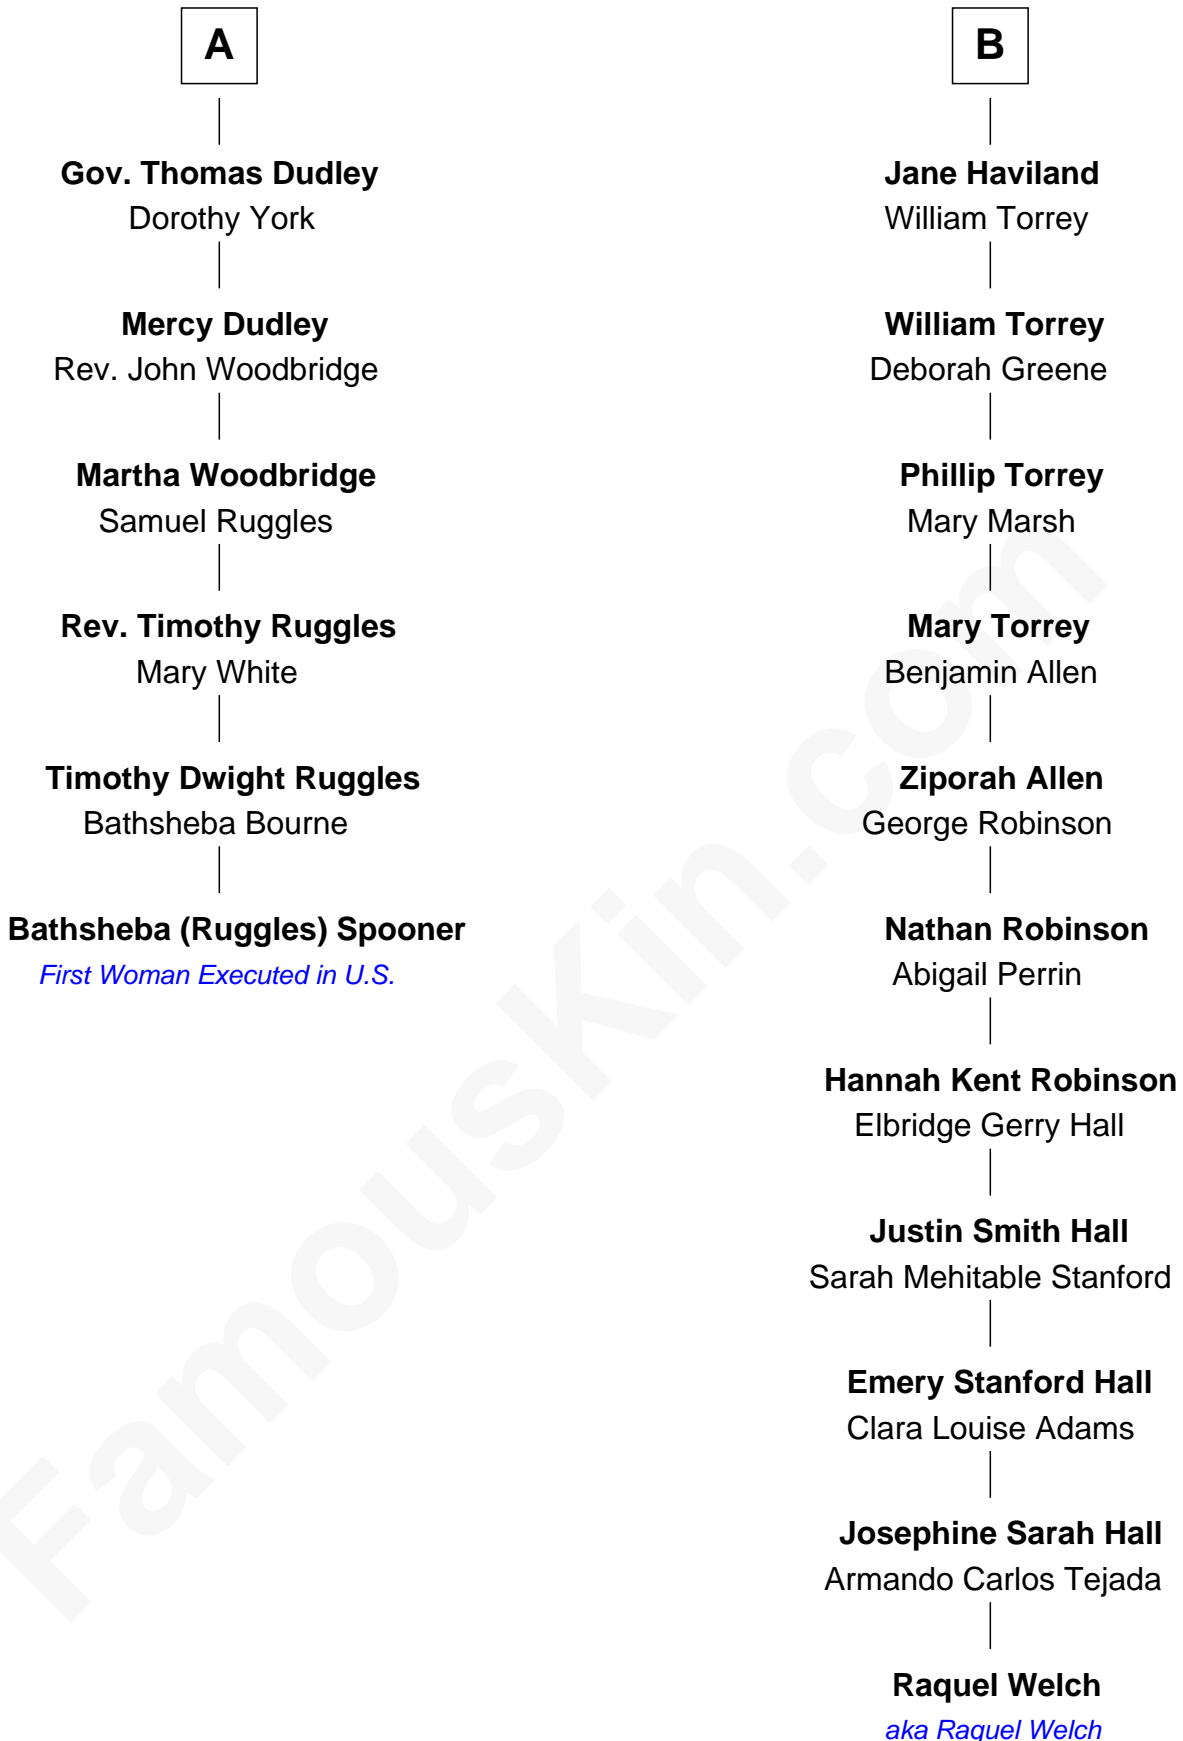 A
Gov. Thomas Dudley
Dorothy York
Mercy Dudley
Rev. John Woodbridge
Martha Woodbridge
Samuel Ruggles
Rev. Timothy Ruggles
Mary White
Timothy Dwight Ruggles
Bathsheba Bourne
Bathsheba (Ruggles) Spooner
First Woman Executed in U.S.
B
Jane Haviland
William Torrey
William Torrey
Deborah Greene
Phillip Torrey
Mary Marsh
Mary Torrey
Benjamin Allen
Ziporah Allen
George Robinson
Nathan Robinson
Abigail Perrin
Hannah Kent Robinson
Elbridge Gerry Hall
Justin Smith Hall
Sarah Mehitable Stanford
Emery Stanford Hall
Clara Louise Adams
Josephine Sarah Hall
Armando Carlos Tejada
Raquel Welch
aka Raquel Welch
FamousKin.com